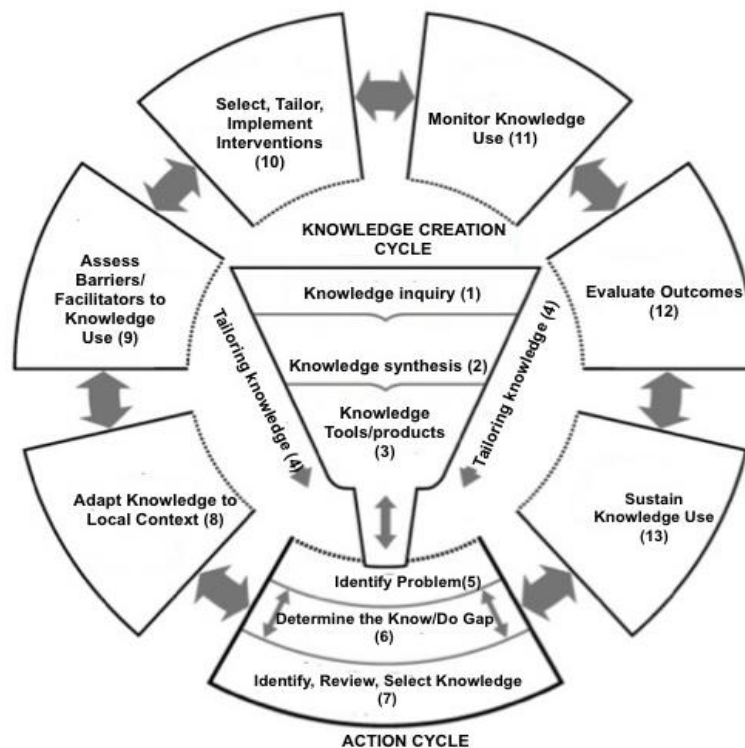 Select, Tailor,
Implement
Interventions
(10)
Monitor Knowledge
Use (11)
Assess
Barriers/
Facilitators to
Knowledge
Use (9)
KNOWLEDGE CREATION
CYCLE
Knowledge inquiry (1)
Knowledge synthesis (2)
Knowledge
Tools/products
(3)
Tailoring knowledge (4)
Tailoring knowledge (4)
Evaluate Outcomes
(12)
Adapt Knowledge to
Local Context (8)
Sustain
Knowledge Use
(13)
Identify Problem(5)
Determine the Know/Do Gap
(6)
Identify, Review, Select Knowledge
(7)
ACTION CYCLE